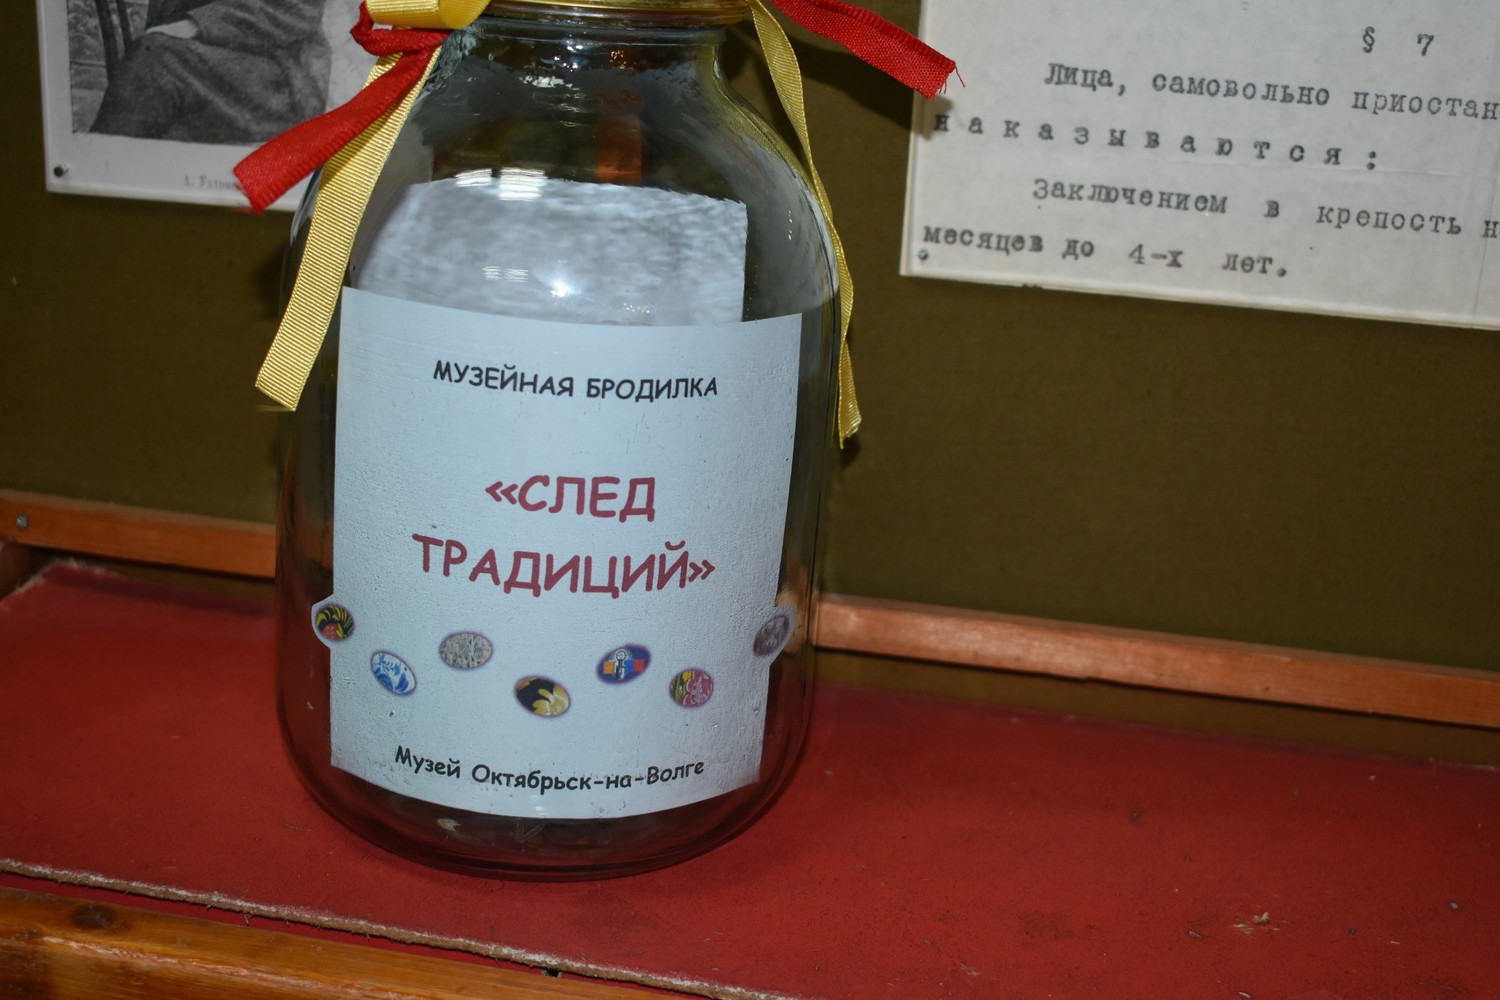 § 7
Лица, самовольно приостан
наказываются:
Заключением в крепость
месяцев до 4-х лет.
МУЗЕЙНАЯ БРОДИЛКА
«СЛЕД
ТРАДИЦИЙ»
Музей Октябрьск-на-Волге